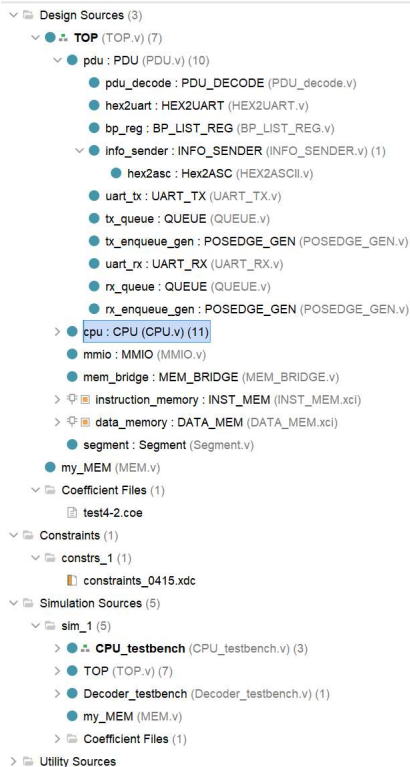 Design Sources (3)
TOP (TOP.v) (7)
pdu : PDU (PDU.v) (10)
pdu_decode : PDU_DECODE (PDU_decode.v)
hex2uart : HEX2UART (HEX2UART.v)
bp_reg : BP_LIST_REG (BP_LIST_REG.v)
info_sender : INFO_SENDER (INFO_SENDER.v) (1)
hex2asc : Hex2ASC (HEX2ASCII.v)
uart_tx : UART_TX (UART_TX.v)
tx_queue : QUEUE (QUEUE.v)
tx_enqueue_gen : POSEDGE_GEN (POSEDGE_GEN.v)
uart_rx : UART_RX (UART_RX.v)
rx_queue : QUEUE (QUEUE.v)
rx_enqueue_gen : POSEDGE_GEN (POSEDGE_GEN.v)
cpu : CPU (CPU.v) (11)
mmio : MMIO (MMIO.v)
mem_bridge : MEM_BRIDGE (MEM_BRIDGE.v)
instruction_memory : INST_MEM (INST_MEM.xci)
data_memory : DATA_MEM (DATA_MEM.xci)
segment : Segment (Segment.v)
my_MEM (MEM.v)
Coefficient Files (1)
test4-2.coe
Constraints (1)
constrs_1 (1)
constraints_0415.xdc
Simulation Sources (5)
sim_1 (5)
CPU_testbench (CPU_testbench.v) (3)
TOP (TOP.v) (7)
Decoder_testbench (Decoder_testbench.v) (1)
my_MEM (MEM.v)
Coefficient Files (1)
Utility Sources